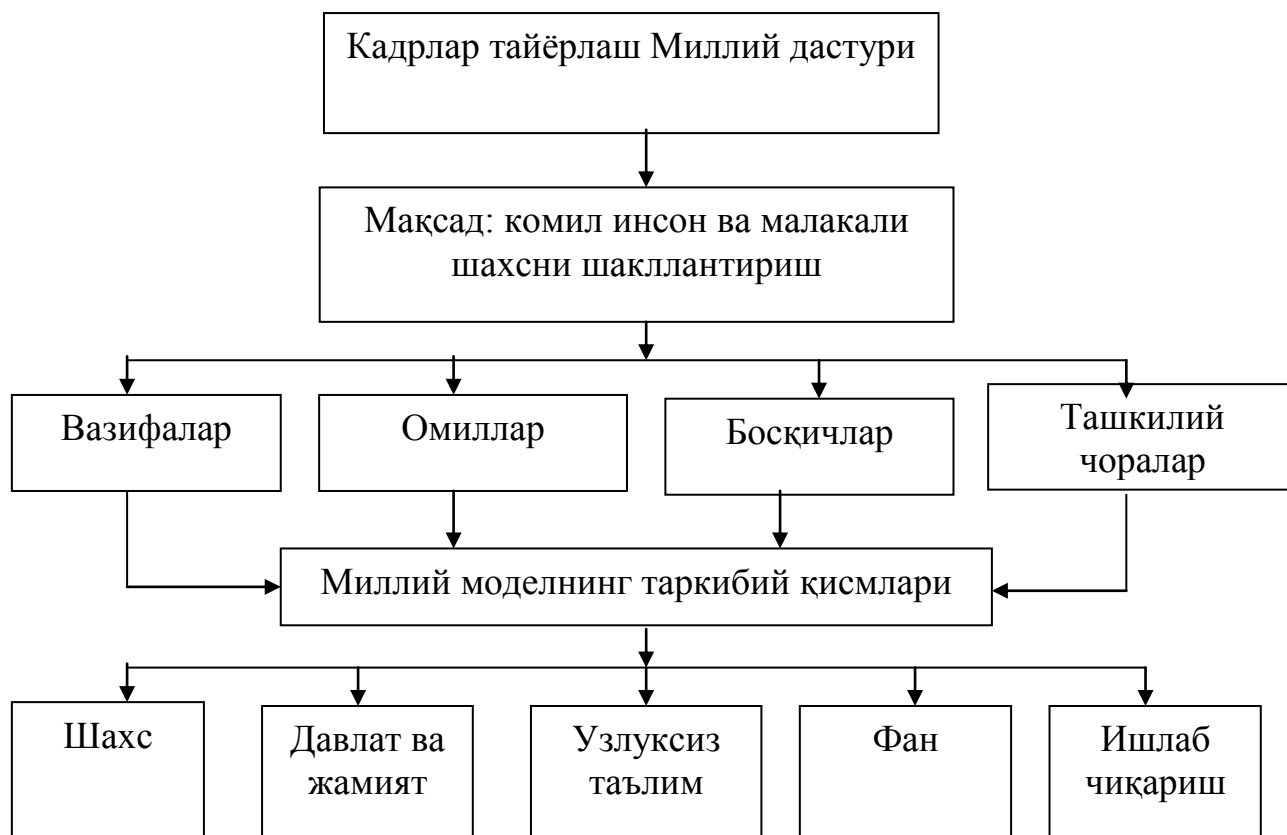 Кадрлар тайёрлаш Миллий дастури
Мақсад: комил инсон ва малакали
шахсни шакллантириш
Вазифалар
Омиллар
Босқичлар
Ташкилий
чоралар
Миллий моделнинг таркибий қисмлари
Шахс
Давлат ва
жамият
Узлуксиз
таълим
Фан
Ишлаб
чиқариш